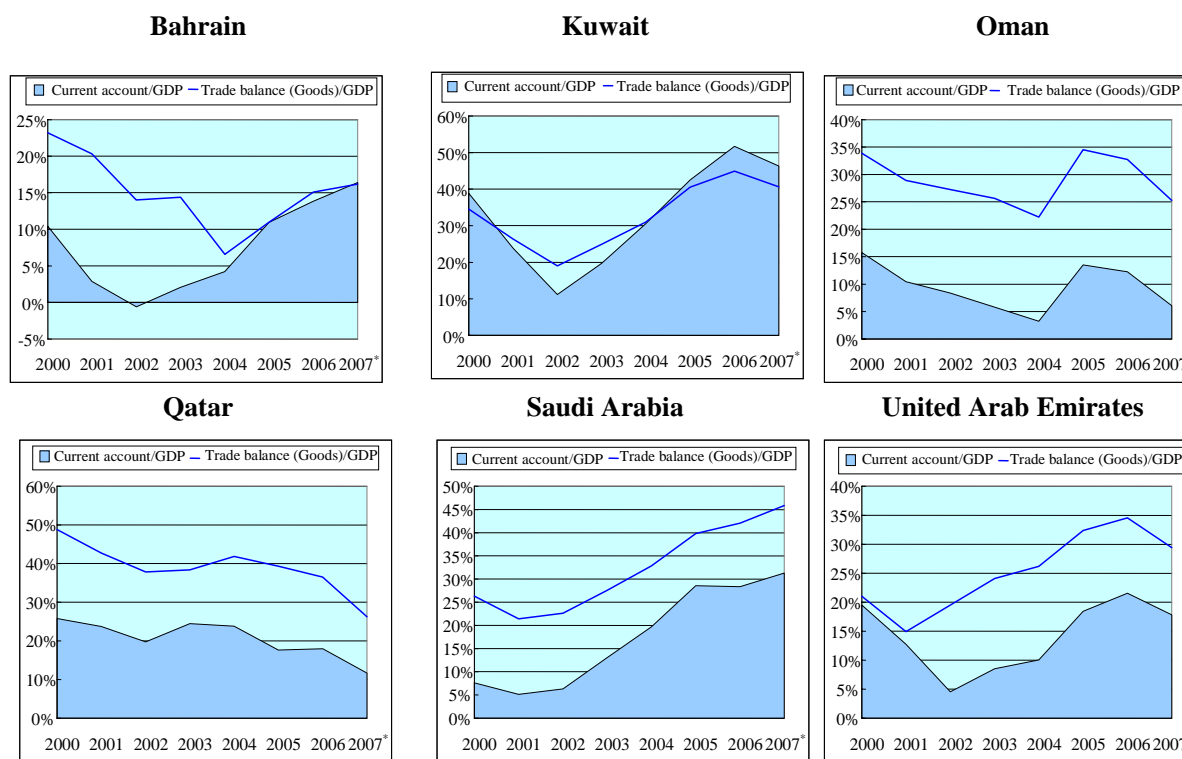 Bahrain
Kuwait
Oman
Current account/GDP Trade balance (Goods)/GDP
25%
20%
15%
10%
5%
0%
-5%
2000 2001 2002 2003 2004 2005 2006 2007*
Current account/GDP Trade balance (Goods)/GDP
60%
50%
40%
30%
20%
10%
0%
2000 2001 2002 2003 2004 2005 2006 2007*
Current account/GDP Trade balance (Goods)/GDP
40%
35%
30%
25%
20%
15%
10%
5%
0%
2000 2001 2002 2003 2004 2005 2006 2007
Qatar
Saudi Arabia
United Arab Emirates
Current account/GDP Trade balance (Goods)/GDP
60%
50%
40%
30%
20%
10%
0%
2000 2001 2002 2003 2004 2005 2006 2007*
Current account/GDP Trade balance (Goods)/GDP
50%
45%
40%
35%
30%
25%
20%
15%
10%
5%
0%
2000 2001 2002 2003 2004 2005 2006 2007*
Current account/GDP Trade balance (Goods)/GDP
40%
35%
30%
25%
20%
15%
10%
5%
0%
2000 2001 2002 2003 2004 2005 2006 2007